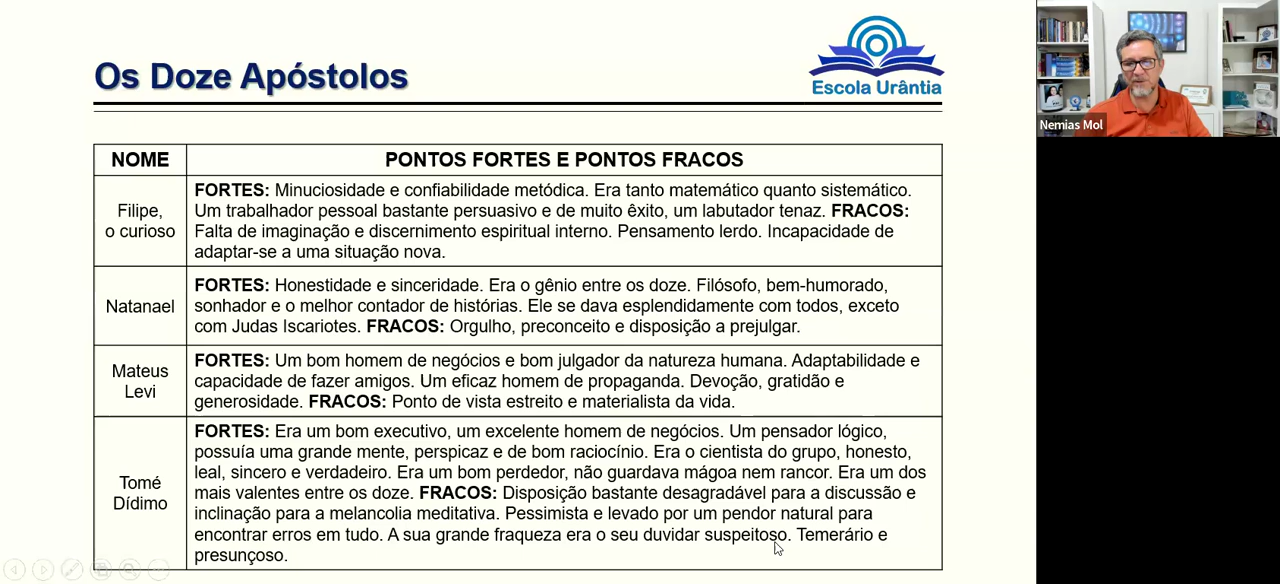 Os Doze Apóstolos
Escola Urântia
Nemias Mol
NOME
PONTOS FORTES E PONTOS FRACOS
Filipe,
o curioso
FORTES: Minuciosidade e confiabilidade metódica. Era tanto matemático quanto sistemático.
Um trabalhador pessoal bastante persuasivo e de muito êxito, um labutador tenaz. FRACOS:
Falta de imaginação e discernimento espiritual interno. Pensamento lerdo. Incapacidade de
adaptar-se a uma situação nova.
Natanael
FORTES: Honestidade e sinceridade. Era o gênio entre os doze. Filósofo, bem-humorado,
sonhador e o melhor contador de histórias. Ele se dava esplendidamente com todos, exceto
com Judas Iscariotes. FRACOS: Orgulho, preconceito e disposição a prejulgar.
Mateus
Levi
FORTES: Um bom homem de negócios e bom julgador da natureza humana. Adaptabilidade e
capacidade de fazer amigos. Um eficaz homem de propaganda. Devoção, gratidão e
generosidade. FRACOS: Ponto de vista estreito e materialista da vida.
Tomé
Dídimo
FORTES: Era um bom executivo, um excelente homem de negócios. Um pensador lógico,
possuía uma grande mente, perspicaz e de bom raciocínio. Era o cientista do grupo, honesto,
leal, sincero e verdadeiro. Era um bom perdedor, não guardava mágoa nem rancor. Era um dos
mais valentes entre os doze. FRACOS: Disposição bastante desagradável para a discussão e
inclinação para a melancolia meditativa. Pessimista e levado por um pendor natural para
encontrar erros em tudo. A sua grande fraqueza era o seu duvidar suspeitoso. Temerário e
presunçoso.